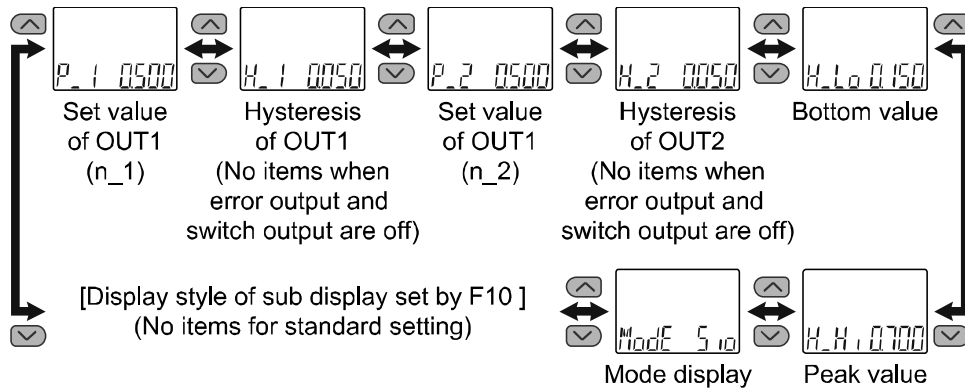 P_1 0.500
H_1 0.050
P_2 0.500
H_2 0.050
H_Lo 0.150
Set value
of OUT1
(n_1)
Hysteresis
of OUT1
(No items when
error output and
switch output are off)
Set value
of OUT1
(n_2)
Hysteresis
of OUT2
(No items when
error output and
switch output are off)
Bottom value
[Display style of sub display set by F10 ]
(No items for standard setting)
ModE Sio
H_Hi 0.700
Mode display
Peak value